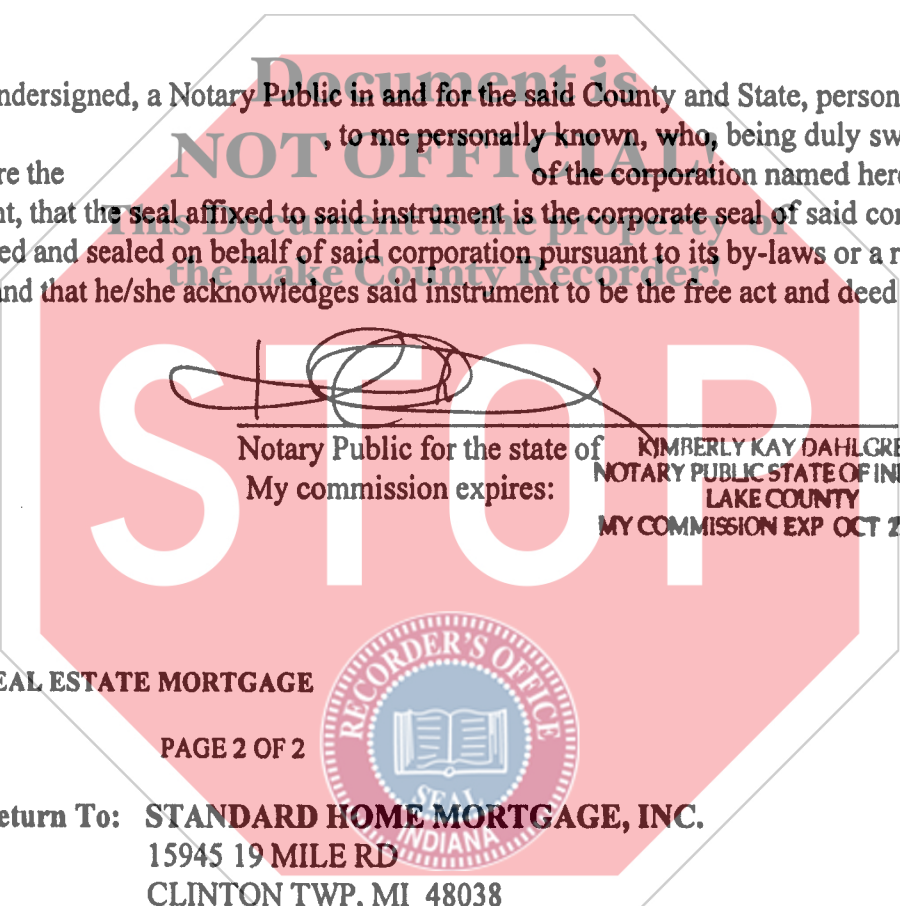 Document is
ndersigned, a Notary Public in and for the said County and State, person
NOT OFFICIAL!
, to me personally known, who, being duly sw
re the of the corporation named here
This Document is the property of
nt, that the seal affixed to said instrument is the corporate seal of said cor
ed and sealed on behalf of said corporation pursuant to its by-laws or a r
the Lake County Recorder!
and that he/she acknowledges said instrument to be the free act and deed
STOP
Notary Public for the state of
My commission expires:
KIMBERLY KAY DAHLGRE
NOTARY PUBLIC STATE OF IN
LAKE COUNTY
MY COMMISSION EXP OCT 2
RECORDER'S OFFICE
SEAL
INDIANA
EAL ESTATE MORTGAGE
PAGE 2 OF 2
eturn To: STANDARD HOME MORTGAGE, INC.
15945 19 MILE RD
CLINTON TWP, MI 48038